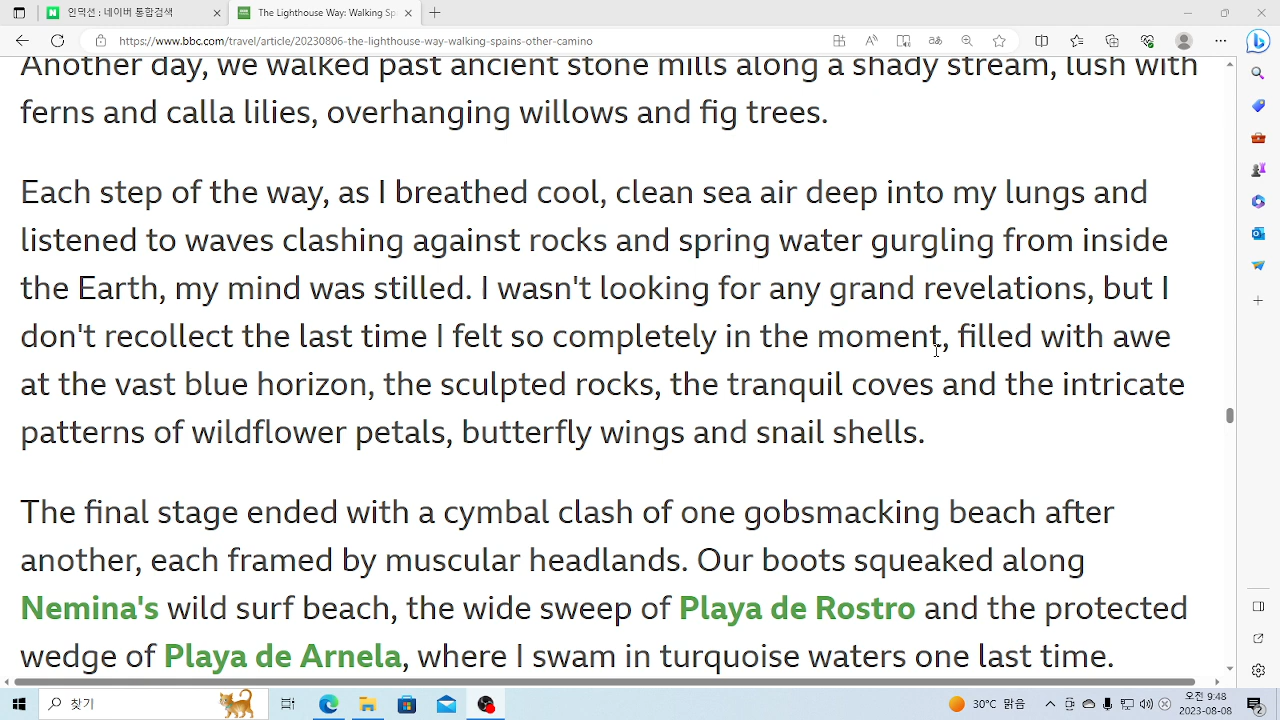 인덕션 : 네이버 통합검색
The Lighthouse Way: Walking Sp
https://www.bbc.com/travel/article/20230806-the-lighthouse-way-walking-spains-other-camino
Another day, we walked past ancient stone mills along a shady stream, lush with
ferns and calla lilies, overhanging willows and fig trees.
Each step of the way, as I breathed cool, clean sea air deep into my lungs and
listened to waves clashing against rocks and spring water gurgling from inside
the Earth, my mind was stilled. I wasn't looking for any grand revelations, but I
don't recollect the last time I felt so completely in the moment, filled with awe
at the vast blue horizon, the sculpted rocks, the tranquil coves and the intricate
patterns of wildflower petals, butterfly wings and snail shells.
The final stage ended with a cymbal clash of one gobsmacking beach after
another, each framed by muscular headlands. Our boots squeaked along
Nemina's wild surf beach, the wide sweep of Playa de Rostro and the protected
wedge of Playa de Arnela, where I swam in turquoise waters one last time.
찾기
30°C 맑음
오전 9:48
2023-08-08
2